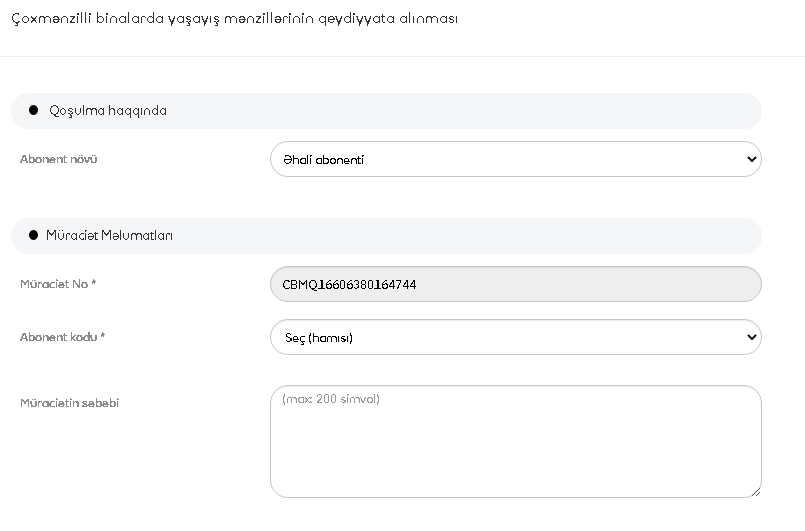 Çoxmənzilli binalarda yaşayış mənzillərinin qeydiyyata alınması
Qoşulma haqqında
Abonent növü
Əhali abonenti
Müraciət Məlumatları
Müraciət No *
CBMQ16606380164744
Abonent kodu *
Seç (hamısı)
Müraciətin səbəbi
(max: 200 simvol)